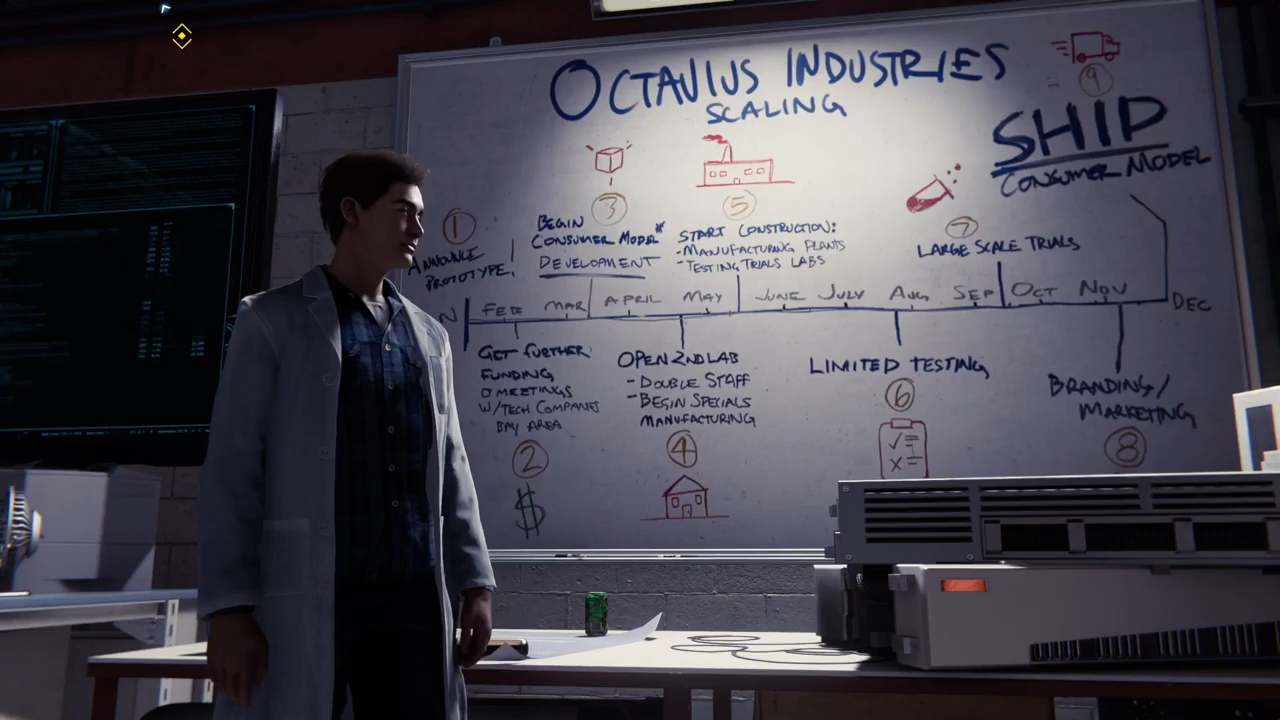 OCTAVIUS INDUSTRIES
SCALING
9
SHIP
CONSUMER MODEL
1
ANNOUNCE
PROTOTYPE!
3
BEGIN
CONSUMER MODEL*
DEVELOPMENT
5
START CONSTRUCTION:
-MANUFACTURING PLANTS
-TESTING TRIALS LABS
7
LARGE SCALE TRIALS
N FEB MAR APRIL MAY JUNE JULY AUG SEP OCT NOV DEC
GET FURTHER
FUNDING
MEETINGS
W/TECH COMPANIES
BAY AREA
2
$
OPEN 2ND LAB
- DOUBLE STAFF
- BEGIN SPECIALS
MANUFACTURING
4
LIMITED TESTING
6
BRANDING/
MARKETING
8